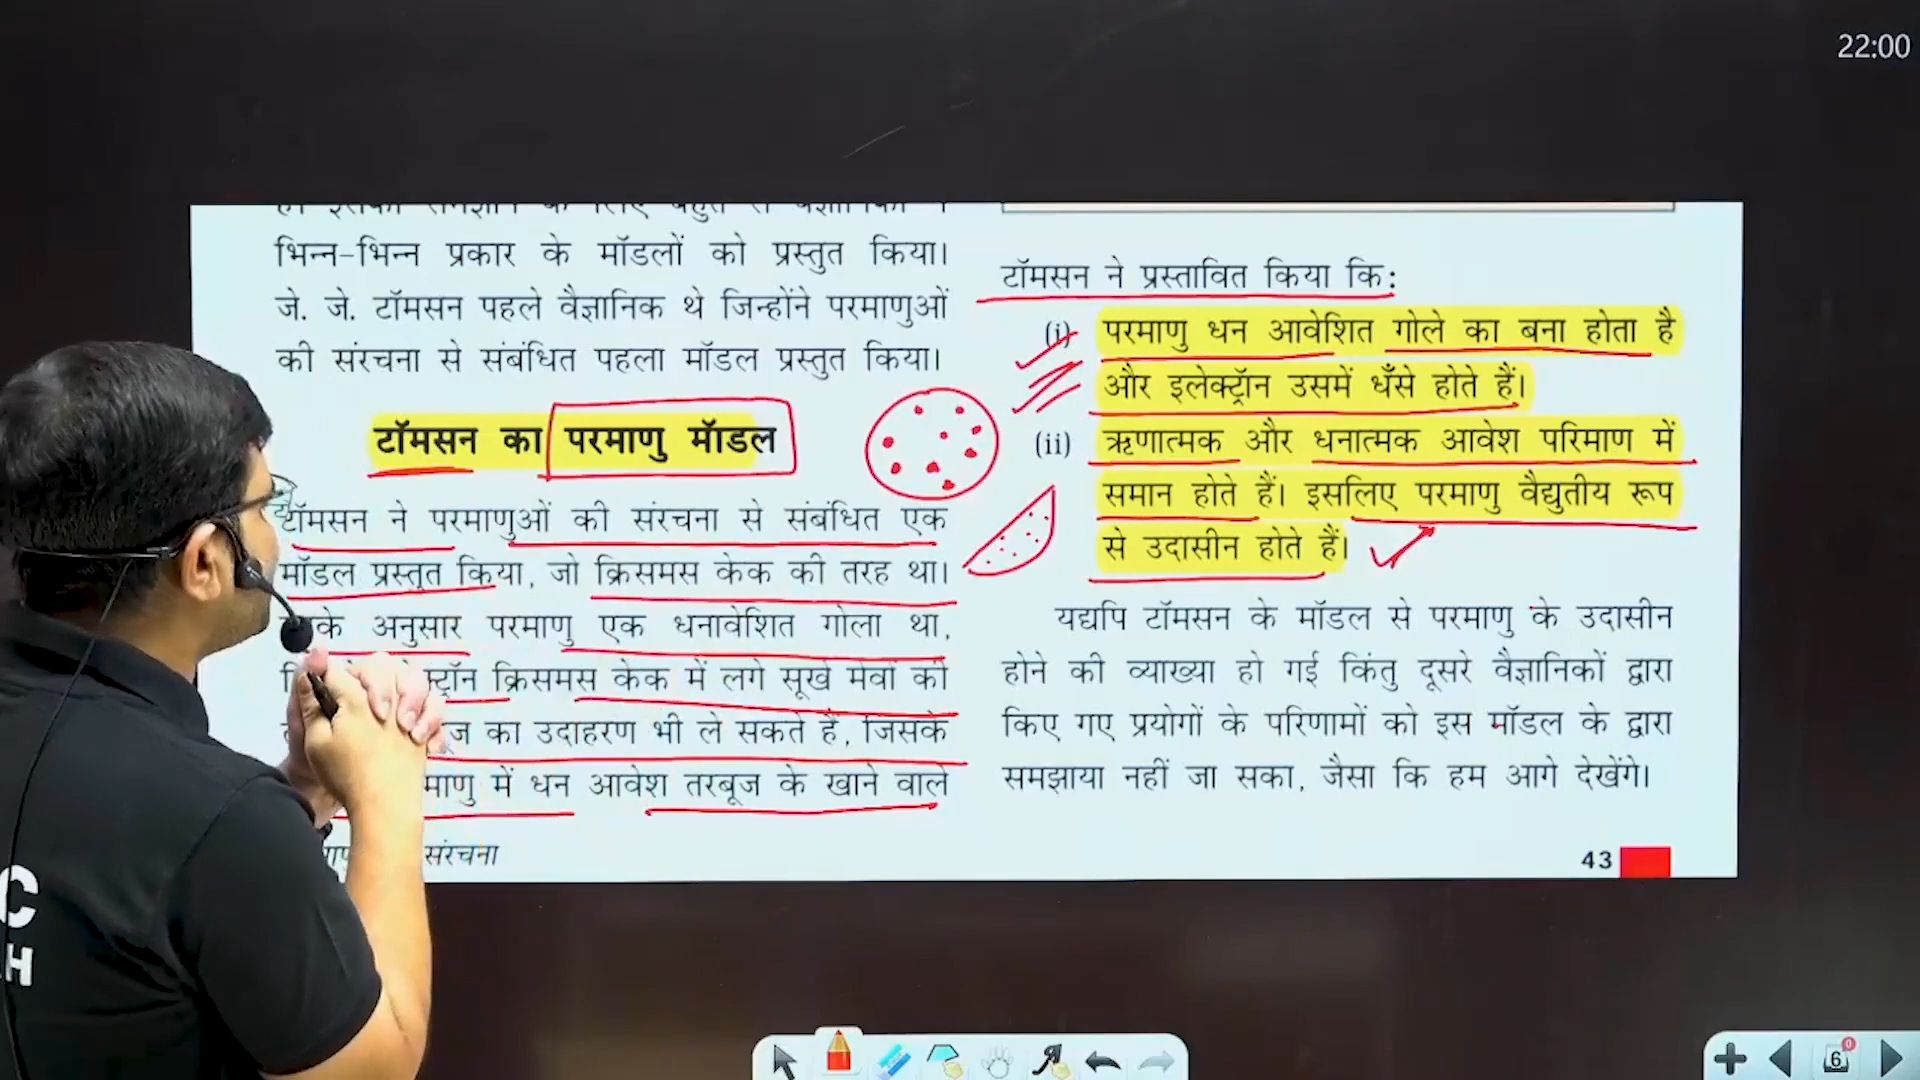 22:00
भिन्न-भिन्न प्रकार के मॉडलों को प्रस्तुत किया।
जे. जे. टॉमसन पहले वैज्ञानिक थे जिन्होंने परमाणुओं
की संरचना से संबंधित पहला मॉडल प्रस्तुत किया।
टॉमसन का परमाणु मॉडल
टॉमसन ने परमाणुओं की संरचना से संबंधित एक
मॉडल प्रस्तुत किया, जो क्रिसमस केक की तरह था।
अनुसार परमाणु एक धनावेशित गोला था,
क्रिसमस केक में लगे सूखे मेवों की
का उदाहरण भी ले सकते हैं, जिसके
में धन आवेश तरबूज के खाने वाले
संरचना
टॉमसन ने प्रस्तावित किया कि:
(i) परमाणु धन आवेशित गोले का बना होता है
और इलेक्ट्रॉन उसमें धँसे होते हैं।
(ii) ऋणात्मक और धनात्मक आवेश परिमाण में
समान होते हैं। इसलिए परमाणु वैद्युतीय रूप
से उदासीन होते हैं।
यद्यपि टॉमसन के मॉडल से परमाणु के उदासीन
होने की व्याख्या हो गई किंतु दूसरे वैज्ञानिकों द्वारा
किए गए प्रयोगों के परिणामों को इस मॉडल के द्वारा
समझाया नहीं जा सका, जैसा कि हम आगे देखेंगे।
43
C
H
6
0